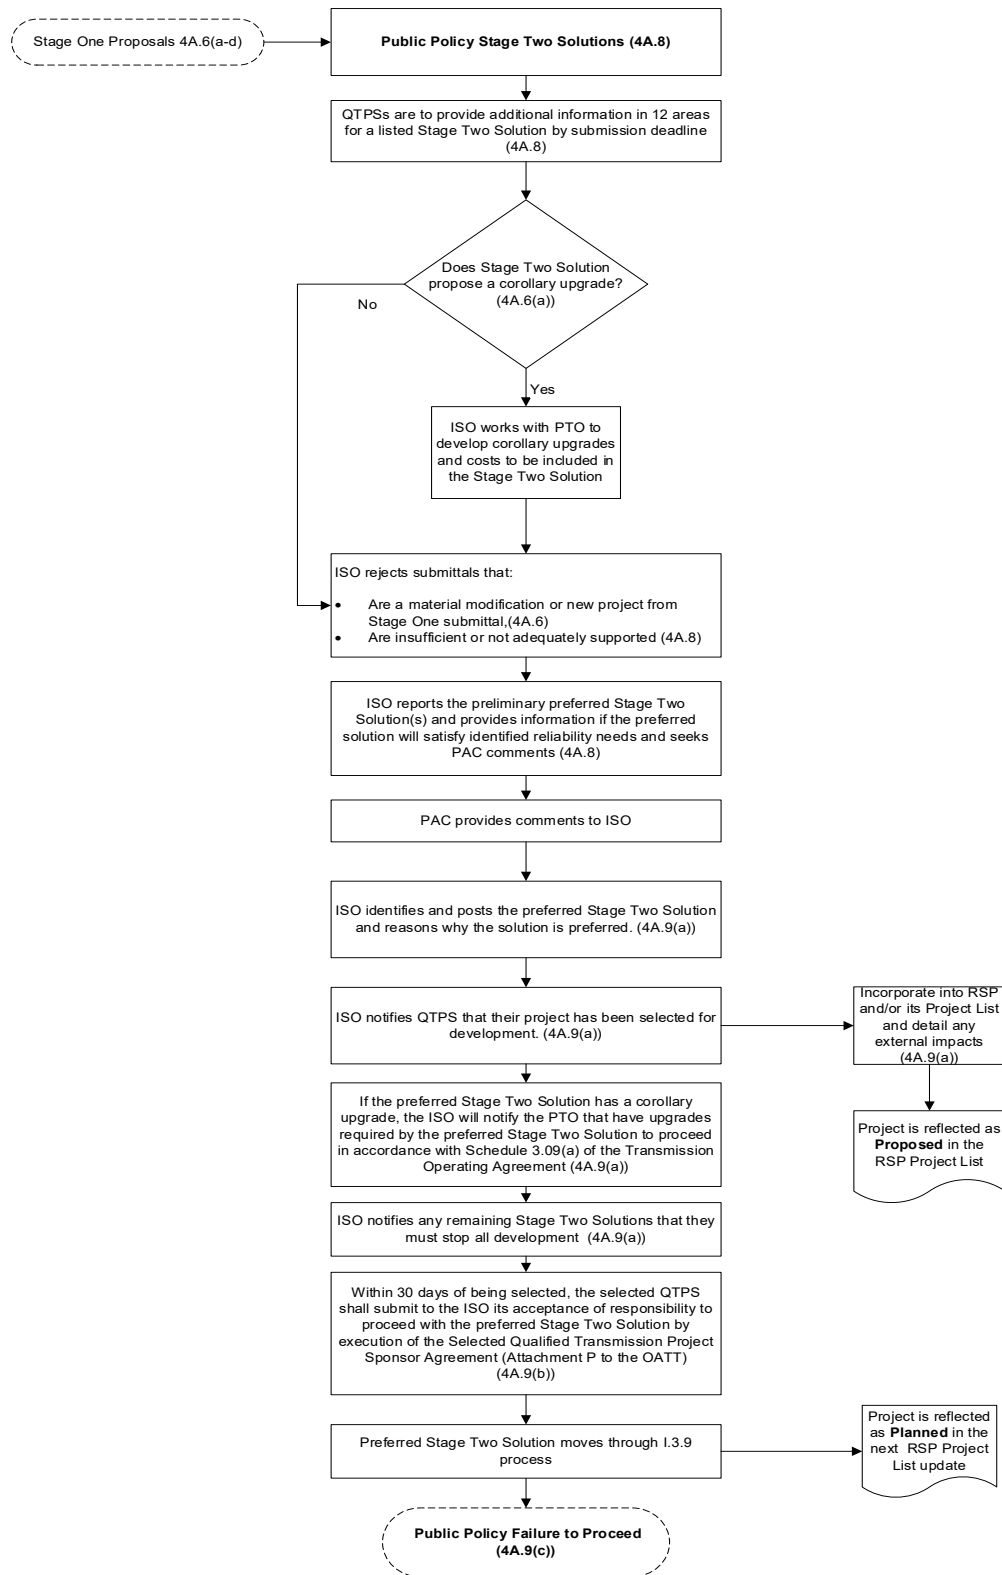 Stage One Proposals 4A.6(a-d)
Public Policy Stage Two Solutions (4A.8)
QTPSs are to provide additional information in 12 areas
for a listed Stage Two Solution by submission deadline
(4A.8)
Does Stage Two Solution
propose a corollary upgrade?
(4A.6(a))
No
Yes
ISO works with PTO to
develop corollary upgrades
and costs to be included in
the Stage Two Solution
ISO rejects submittals that:
• Are a material modification or new project from
Stage One submittal,(4A.6)
• Are insufficient or not adequately supported (4A.8)
ISO reports the preliminary preferred Stage Two
Solution(s) and provides information if the preferred
solution will satisfy identified reliability needs and seeks
PAC comments (4A.8)
PAC provides comments to ISO
ISO identifies and posts the preferred Stage Two Solution
and reasons why the solution is preferred. (4A.9(a))
ISO notifies QTPS that their project has been selected for
development. (4A.9(a))
Incorporate into RSP
and/or its Project List
and detail any
external impacts
(4A.9(a))
Project is reflected as
Proposed in the
RSP Project List
If the preferred Stage Two Solution has a corollary
upgrade, the ISO will notify the PTO that have upgrades
required by the preferred Stage Two Solution to proceed
in accordance with Schedule 3.09(a) of the Transmission
Operating Agreement (4A.9(a))
ISO notifies any remaining Stage Two Solutions that they
must stop all development (4A.9(a))
Within 30 days of being selected, the selected QTPS
shall submit to the ISO its acceptance of responsibility to
proceed with the preferred Stage Two Solution by
execution of the Selected Qualified Transmission Project
Sponsor Agreement (Attachment P to the OATT)
(4A.9(b))
Preferred Stage Two Solution moves through I.3.9
process
Project is reflected
as Planned in the
next RSP Project
List update
Public Policy Failure to Proceed
(4A.9(c))